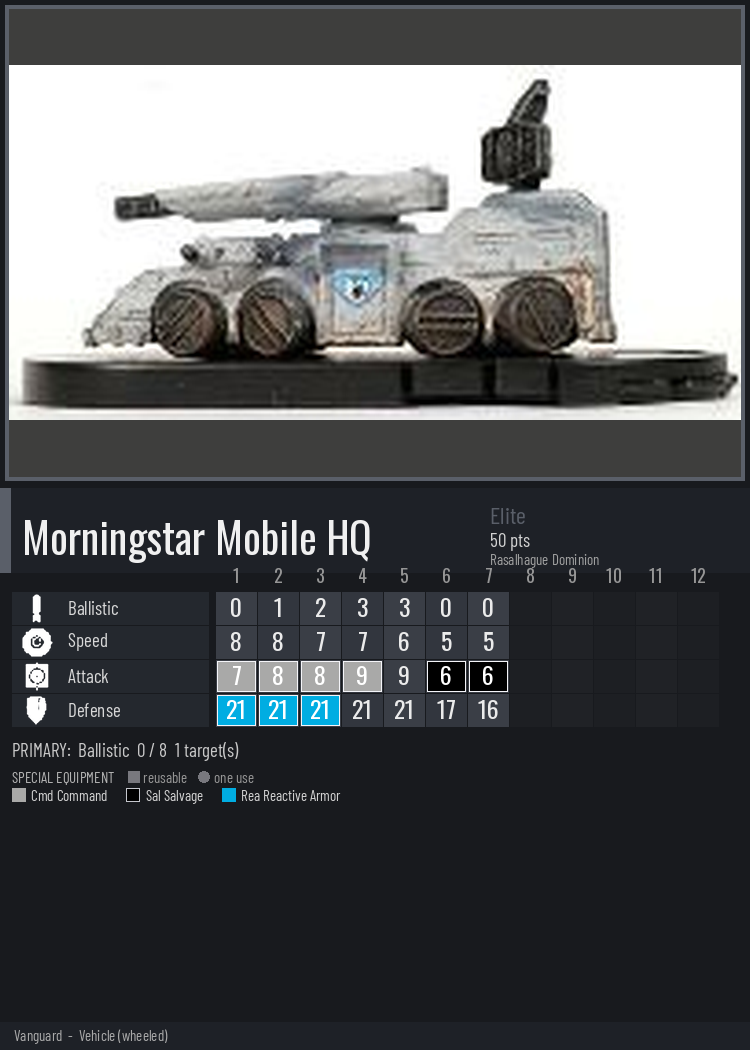 Morningstar Mobile HQ
Elite
50 pts
Rasalhague Dominion
1 2 3 4 5 6 7 8 9 10 11 12
Ballistic 0 1 2 3 3 0 0
Speed 8 8 7 7 6 5 5
Attack 7 8 8 9 9 6 6
Defense 21 21 21 21 21 17 16
PRIMARY: Ballistic 0 / 8 1 target(s)
SPECIAL EQUIPMENT reusable one use
Cmd Command Sal Salvage Rea Reactive Armor
Vanguard - Vehicle (wheeled)